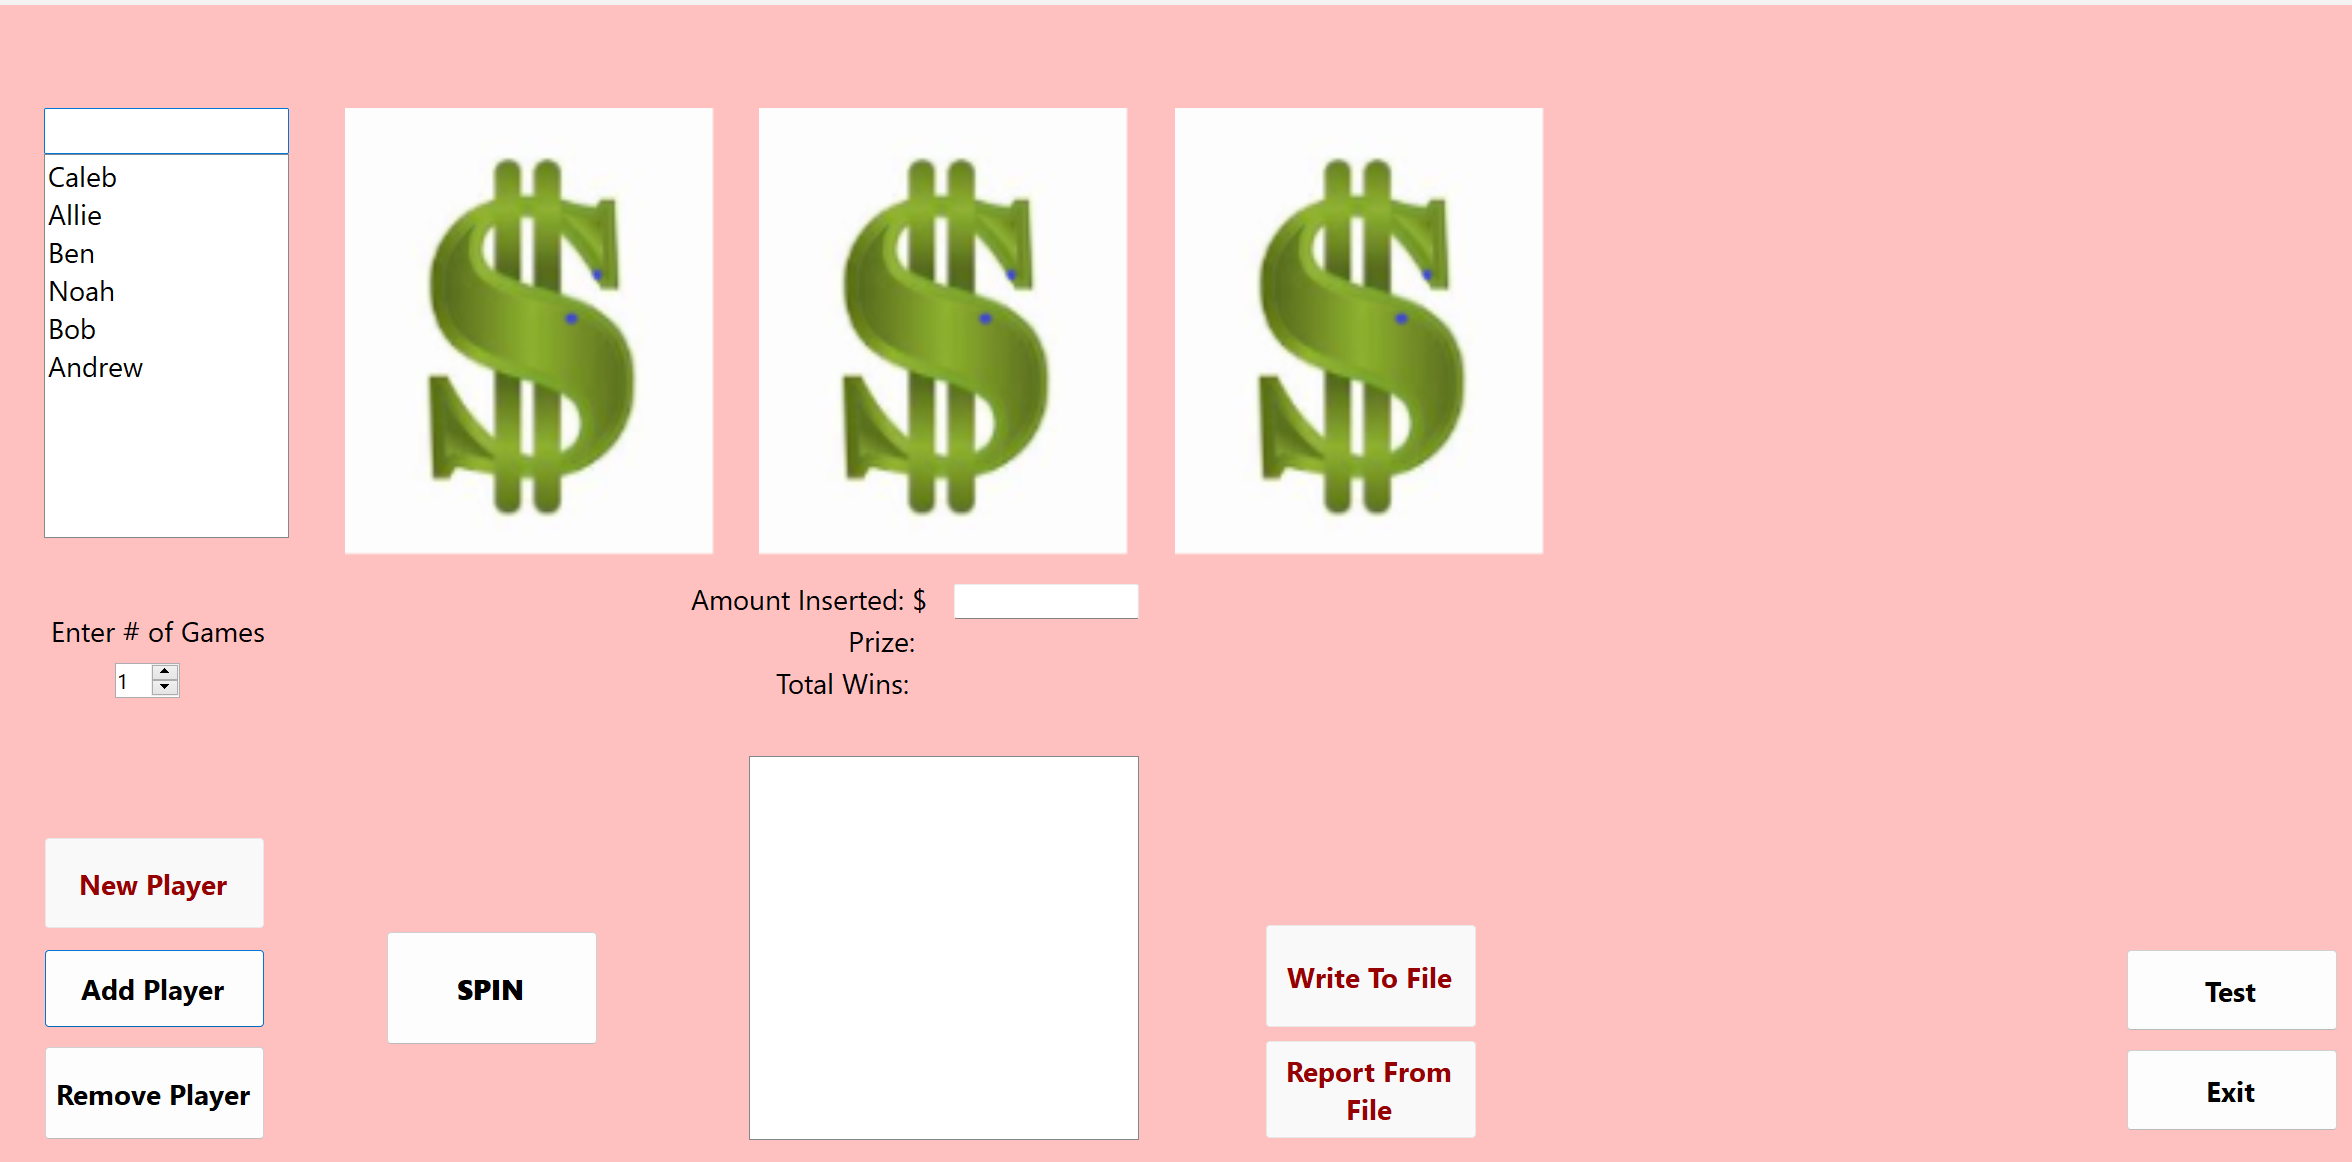 Caleb
Allie
Ben
Noah
Bob
Andrew
Amount Inserted: $
Enter # of Games
Prize:
1
Total Wins:
New Player
Add Player
SPIN
Write To File
Test
Remove Player
Report From
File
Exit